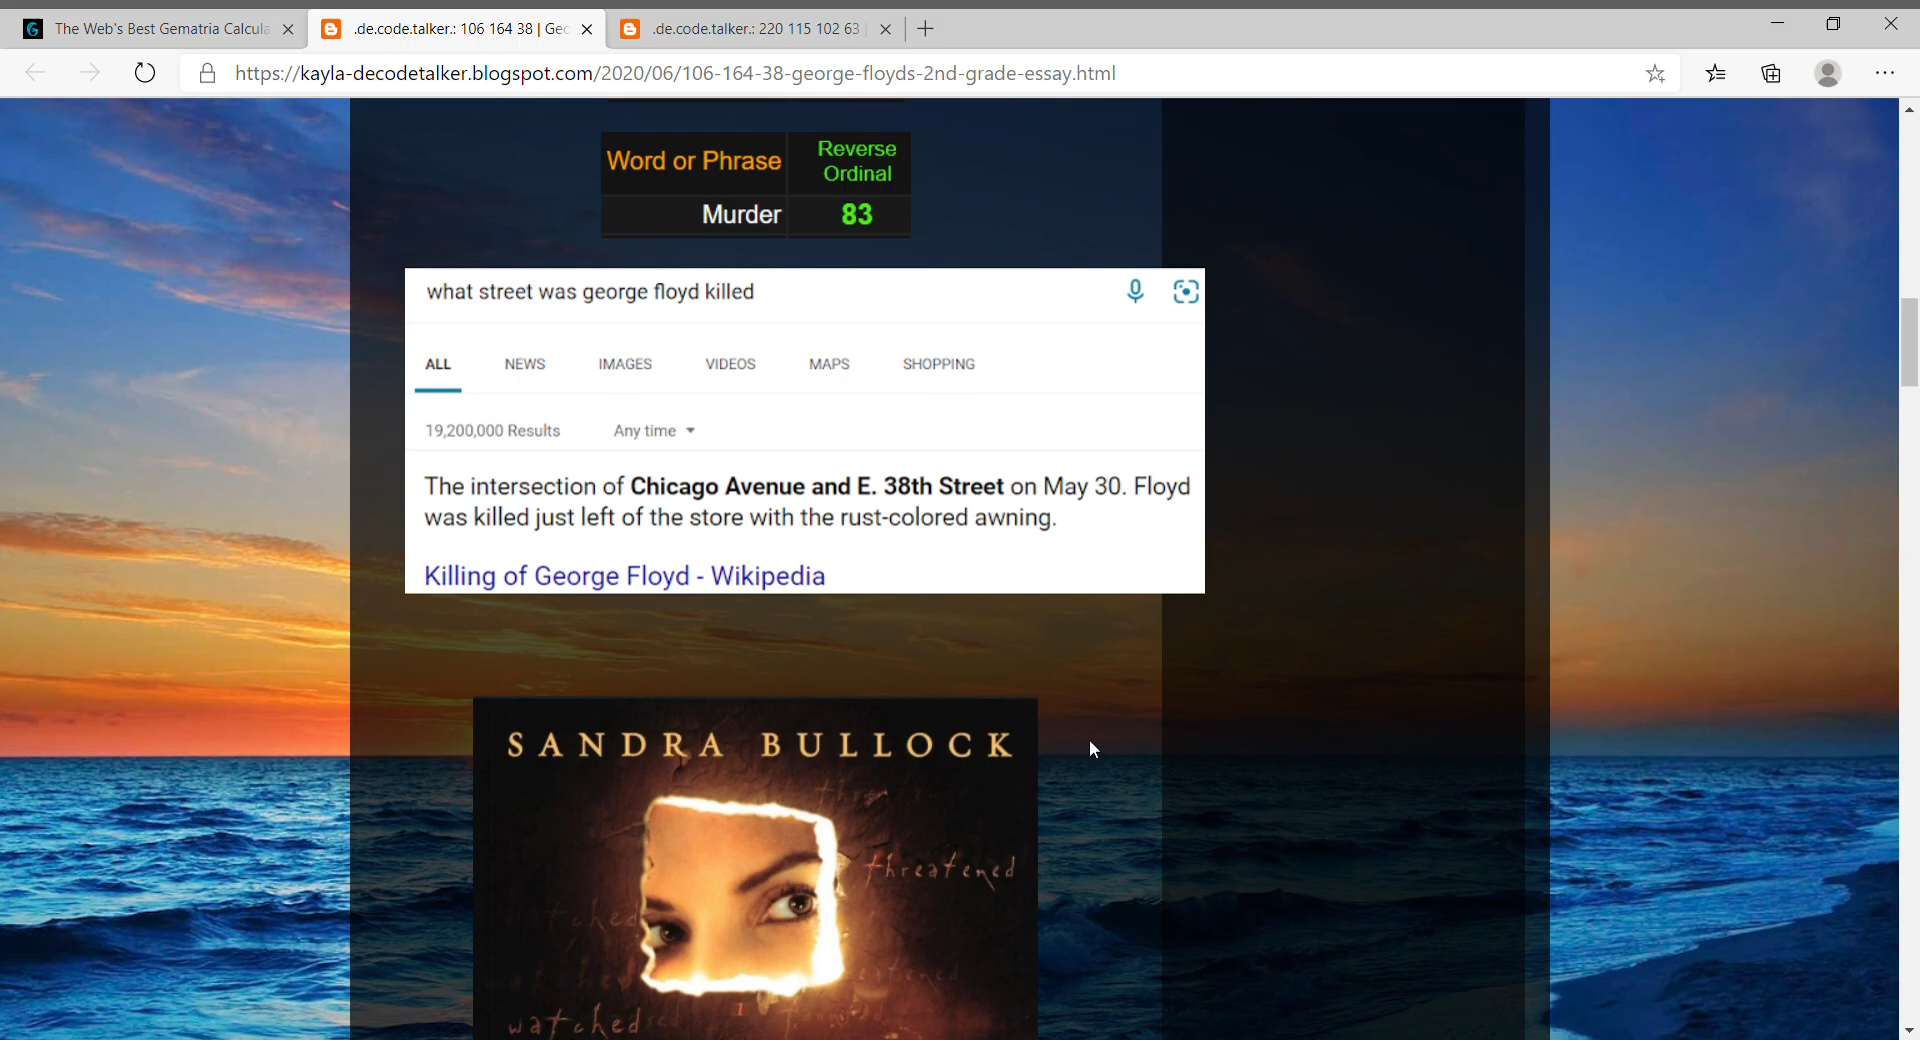 The Web's Best Gematria Calcula
.de.code.talker.: 106 164 38 | Geo
.de.code.talker.: 220 115 102 63 |
https://kayla-decodetalker.blogspot.com/2020/06/106-164-38-george-floyds-2nd-grade-essay.html
Word or Phrase
Reverse
Ordinal
Murder 83
what street was george floyd killed
ALL NEWS IMAGES VIDEOS MAPS SHOPPING
19,200,000 Results Any time
The intersection of Chicago Avenue and E. 38th Street on May 30. Floyd
was killed just left of the store with the rust-colored awning.
Killing of George Floyd - Wikipedia
SANDRA BULLOCK
threatened
watched
watched